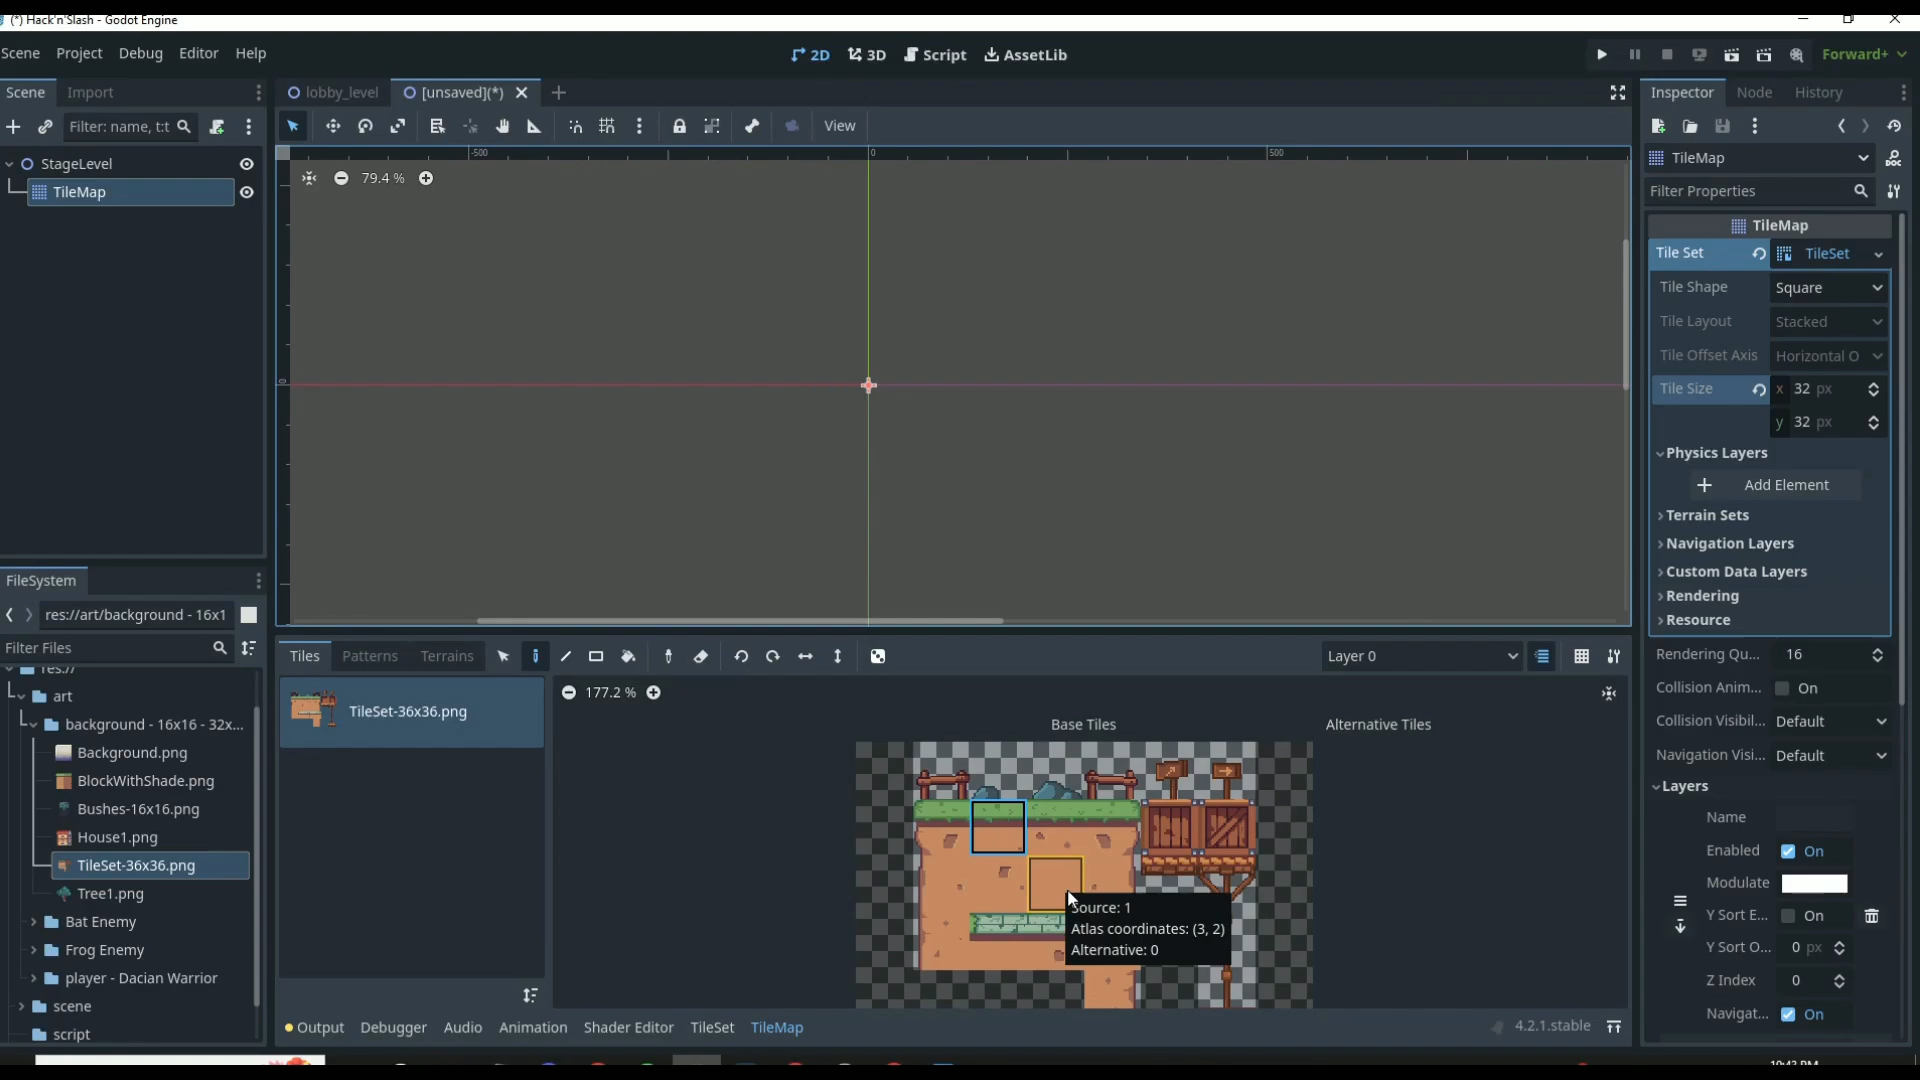 (*) Hack'n'Slash - Godot Engine
Scene Project Debug Editor Help
2D 3D Script AssetLib
Forward+
Scene Import
lobby_level [unsaved](*)
Inspector Node History
Filter: name, t:t
View
StageLevel
TileMap
-500 0 500
0
79.4 %
TileMap
Filter Properties
TileMap
Tile Set TileSet
Tile Shape Square
Tile Layout Stacked
Tile Offset Axis Horizontal O
Tile Size x 32 px
y 32 px
Physics Layers
Add Element
Terrain Sets
Navigation Layers
Custom Data Layers
Rendering
Resource
Rendering Qu... 16
Collision Anim... On
Collision Visibil... Default
Navigation Visi... Default
Layers
Name
Enabled On
Modulate
Y Sort E... On
Y Sort O... 0 px
Z Index 0
Navigat... On
FileSystem
res://art/background - 16x1
Filter Files
res://
art
background - 16x16 - 32x...
Background.png
BlockWithShade.png
Bushes-16x16.png
House1.png
TileSet-36x36.png
Tree1.png
Bat Enemy
Frog Enemy
player - Dacian Warrior
scene
script
Tiles Patterns Terrains
Layer 0
TileSet-36x36.png
177.2 %
Base Tiles
Alternative Tiles
Source: 1
Atlas coordinates: (3, 2)
Alternative: 0
Output Debugger Audio Animation Shader Editor TileSet TileMap
4.2.1.stable
10:43 PM